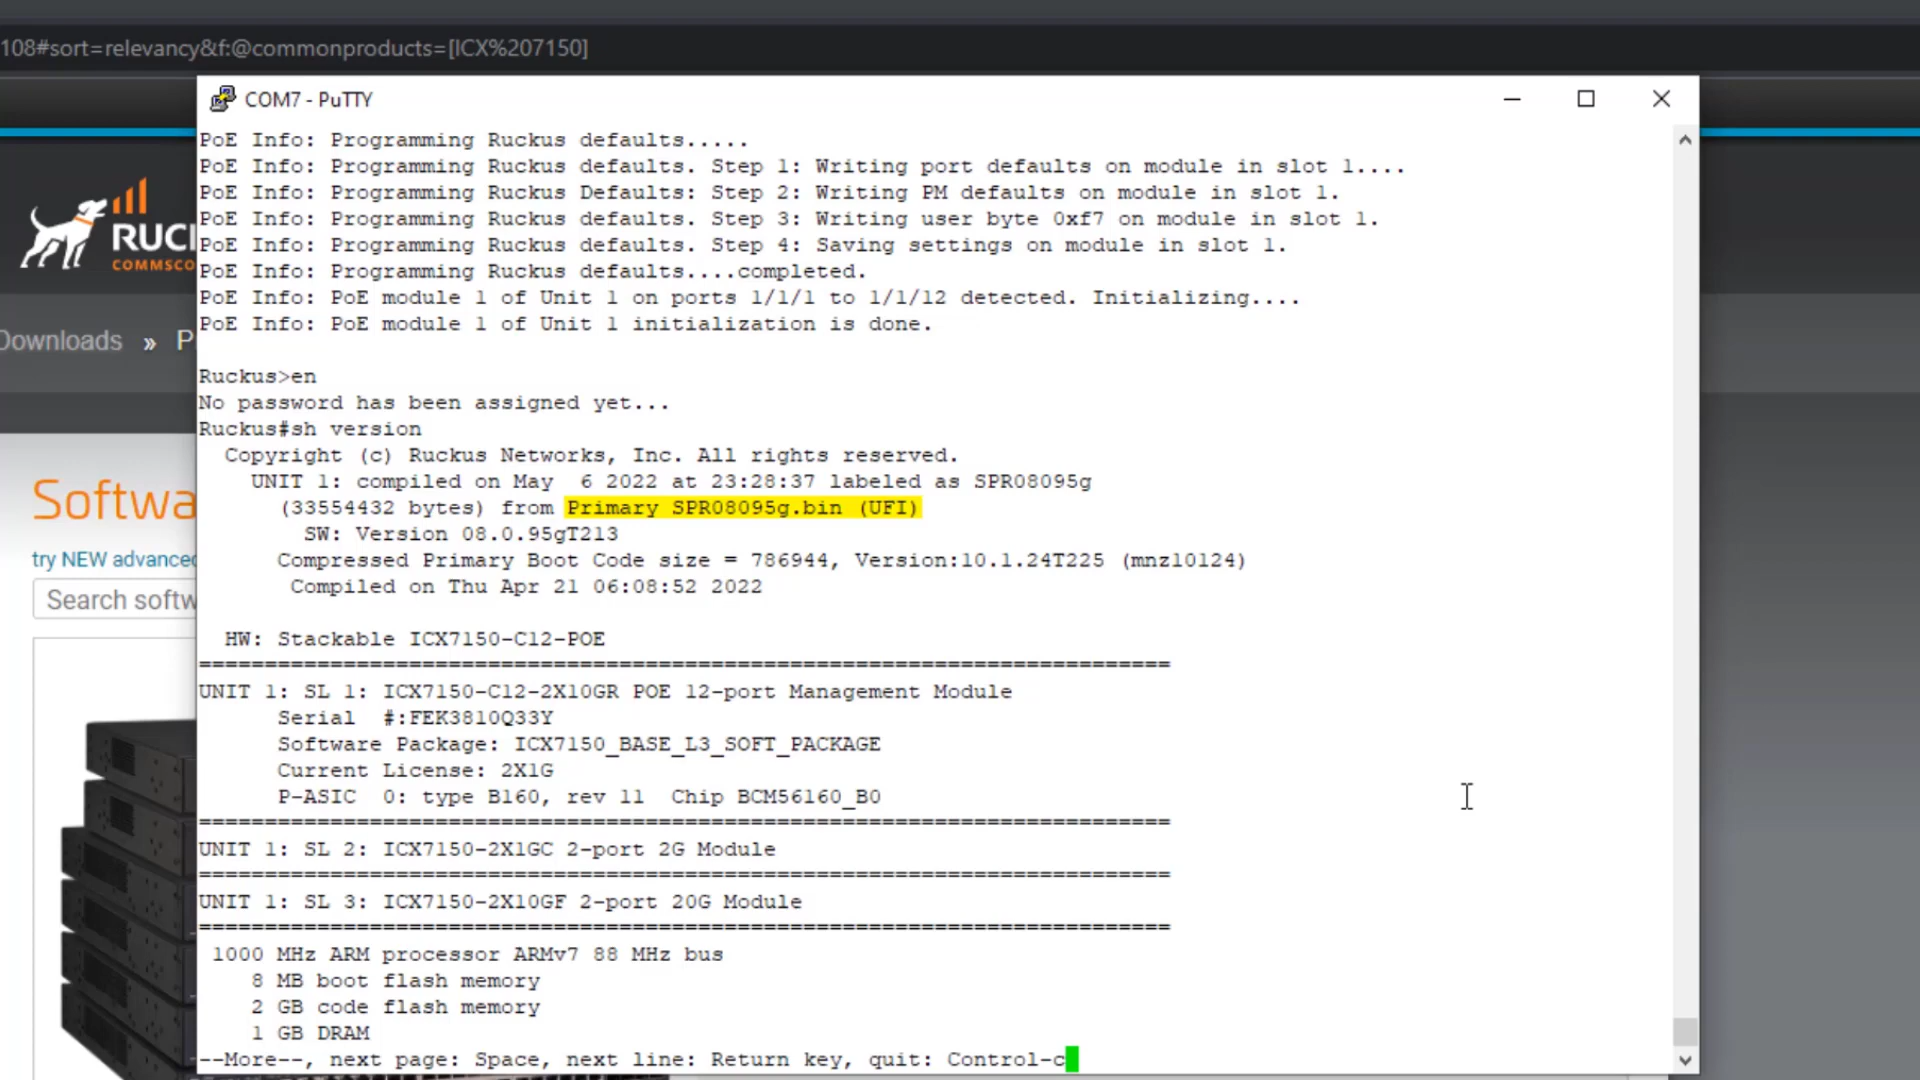 108#sort=relevancy&f:@commonproducts=[ICX%207150]
COM7 - PuTTY
PoE Info: Programming Ruckus defaults.....
PoE Info: Programming Ruckus defaults. Step 1: Writing port defaults on module in slot 1....
PoE Info: Programming Ruckus Defaults: Step 2: Writing PM defaults on module in slot 1.
PoE Info: Programming Ruckus defaults. Step 3: Writing user byte 0xf7 on module in slot 1.
PoE Info: Programming Ruckus defaults. Step 4: Saving settings on module in slot 1.
PoE Info: Programming Ruckus defaults....completed.
PoE Info: PoE module 1 of Unit 1 on ports 1/1/1 to 1/1/12 detected. Initializing....
PoE Info: PoE module 1 of Unit 1 initialization is done.
Ruckus>en
No password has been assigned yet...
Ruckus#sh version
Copyright (c) Ruckus Networks, Inc. All rights reserved.
UNIT 1: compiled on May  6 2022 at 23:28:37 labeled as SPR08095g
(33554432 bytes) from Primary SPR08095g.bin (UFI)
SW: Version 08.0.95gT213
Compressed Primary Boot Code size = 786944, Version:10.1.24T225 (mnz10124)
Compiled on Thu Apr 21 06:08:52 2022
HW: Stackable ICX7150-C12-POE
==========================================================================
UNIT 1: SL 1: ICX7150-C12-2X10GR POE 12-port Management Module
Serial  #:FEK3810Q33Y
Software Package: ICX7150_BASE_L3_SOFT_PACKAGE
Current License: 2X1G
P-ASIC  0: type B160, rev 11  Chip BCM56160_B0
==========================================================================
UNIT 1: SL 2: ICX7150-2X1GC 2-port 2G Module
==========================================================================
UNIT 1: SL 3: ICX7150-2X10GF 2-port 20G Module
==========================================================================
1000 MHz ARM processor ARMv7 88 MHz bus
8 MB boot flash memory
2 GB code flash memory
1 GB DRAM
--More--, next page: Space, next line: Return key, quit: Control-c
RUC
COMMSCO
Downloads » P
Softwa
try NEW advanced
Search softw